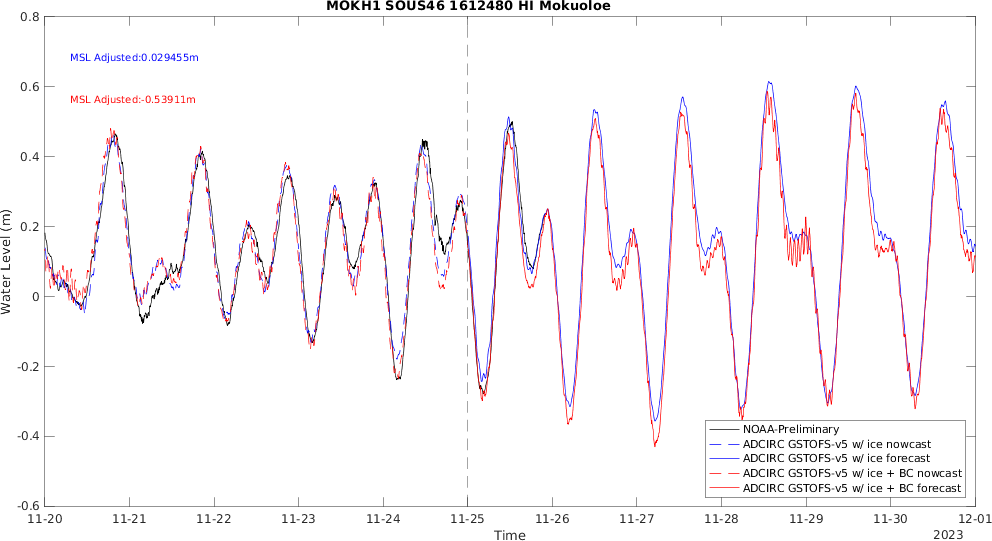 MOKH1 SOUS46 1612480 HI Mokuoloe
MSL Adjusted:0.029455m
MSL Adjusted:-0.53911m
Water Level (m)
0.8
0.6
0.4
0.2
0
-0.2
-0.4
-0.6
NOAA-Preliminary
ADCIRC GSTOFS-v5 w/ ice nowcast
ADCIRC GSTOFS-v5 w/ ice forecast
ADCIRC GSTOFS-v5 w/ ice + BC nowcast
ADCIRC GSTOFS-v5 w/ ice + BC forecast
11-20 11-21 11-22 11-23 11-24 11-25 11-26 11-27 11-28 11-29 11-30 12-01
Time
2023